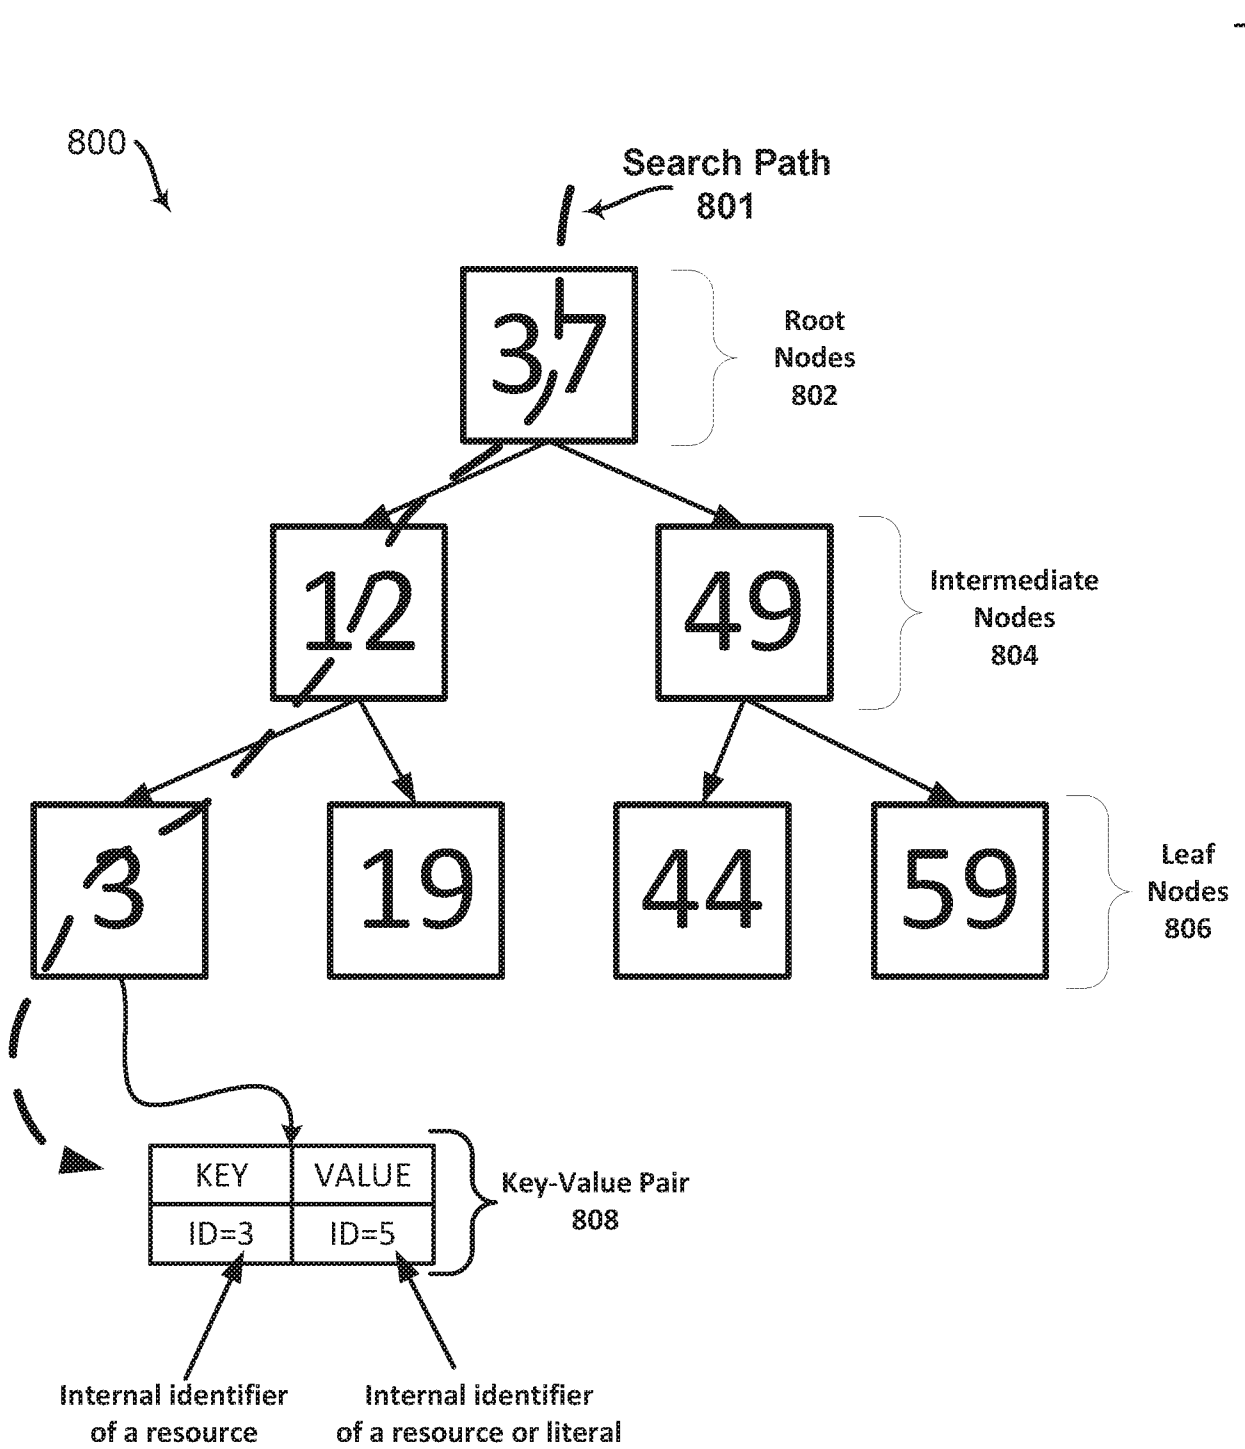 800
Search Path
801
37
Root
Nodes
802
12
49
Intermediate
Nodes
804
3
19
44
59
Leaf
Nodes
806
KEY VALUE
ID=3 ID=5
Key-Value Pair
808
Internal identifier
of a resource
Internal identifier
of a resource or literal